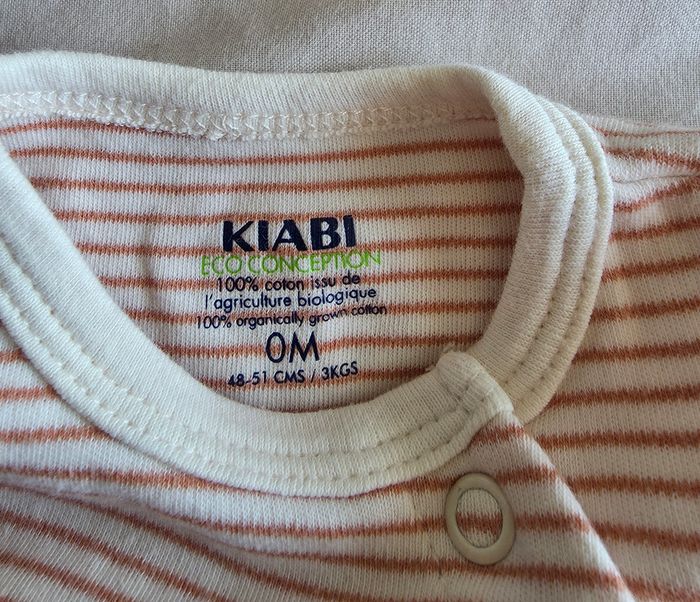 KIABI
ECO CONCEPTION
100% coton issu de
l'agriculture biologique
100% organically grown cotton
0M
48-51 CMS / 3KGS